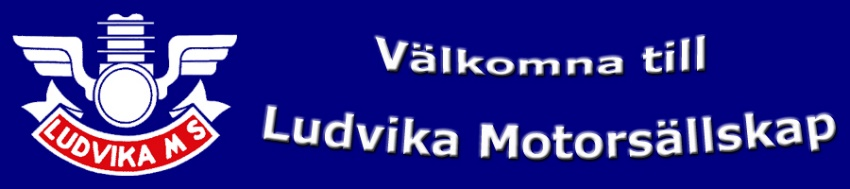 LUDVIKA M S
Välkomna till
Ludvika Motorsällskap